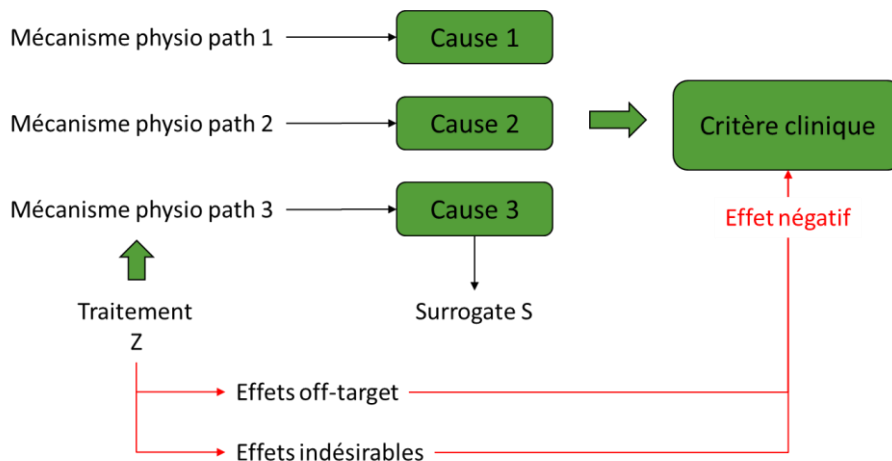 Mécanisme physio path 1
Cause 1
Mécanisme physio path 2
Cause 2
Critère clinique
Mécanisme physio path 3
Cause 3
Effet négatif
Traitement
Z
Surrogate S
Effets off-target
Effets indésirables